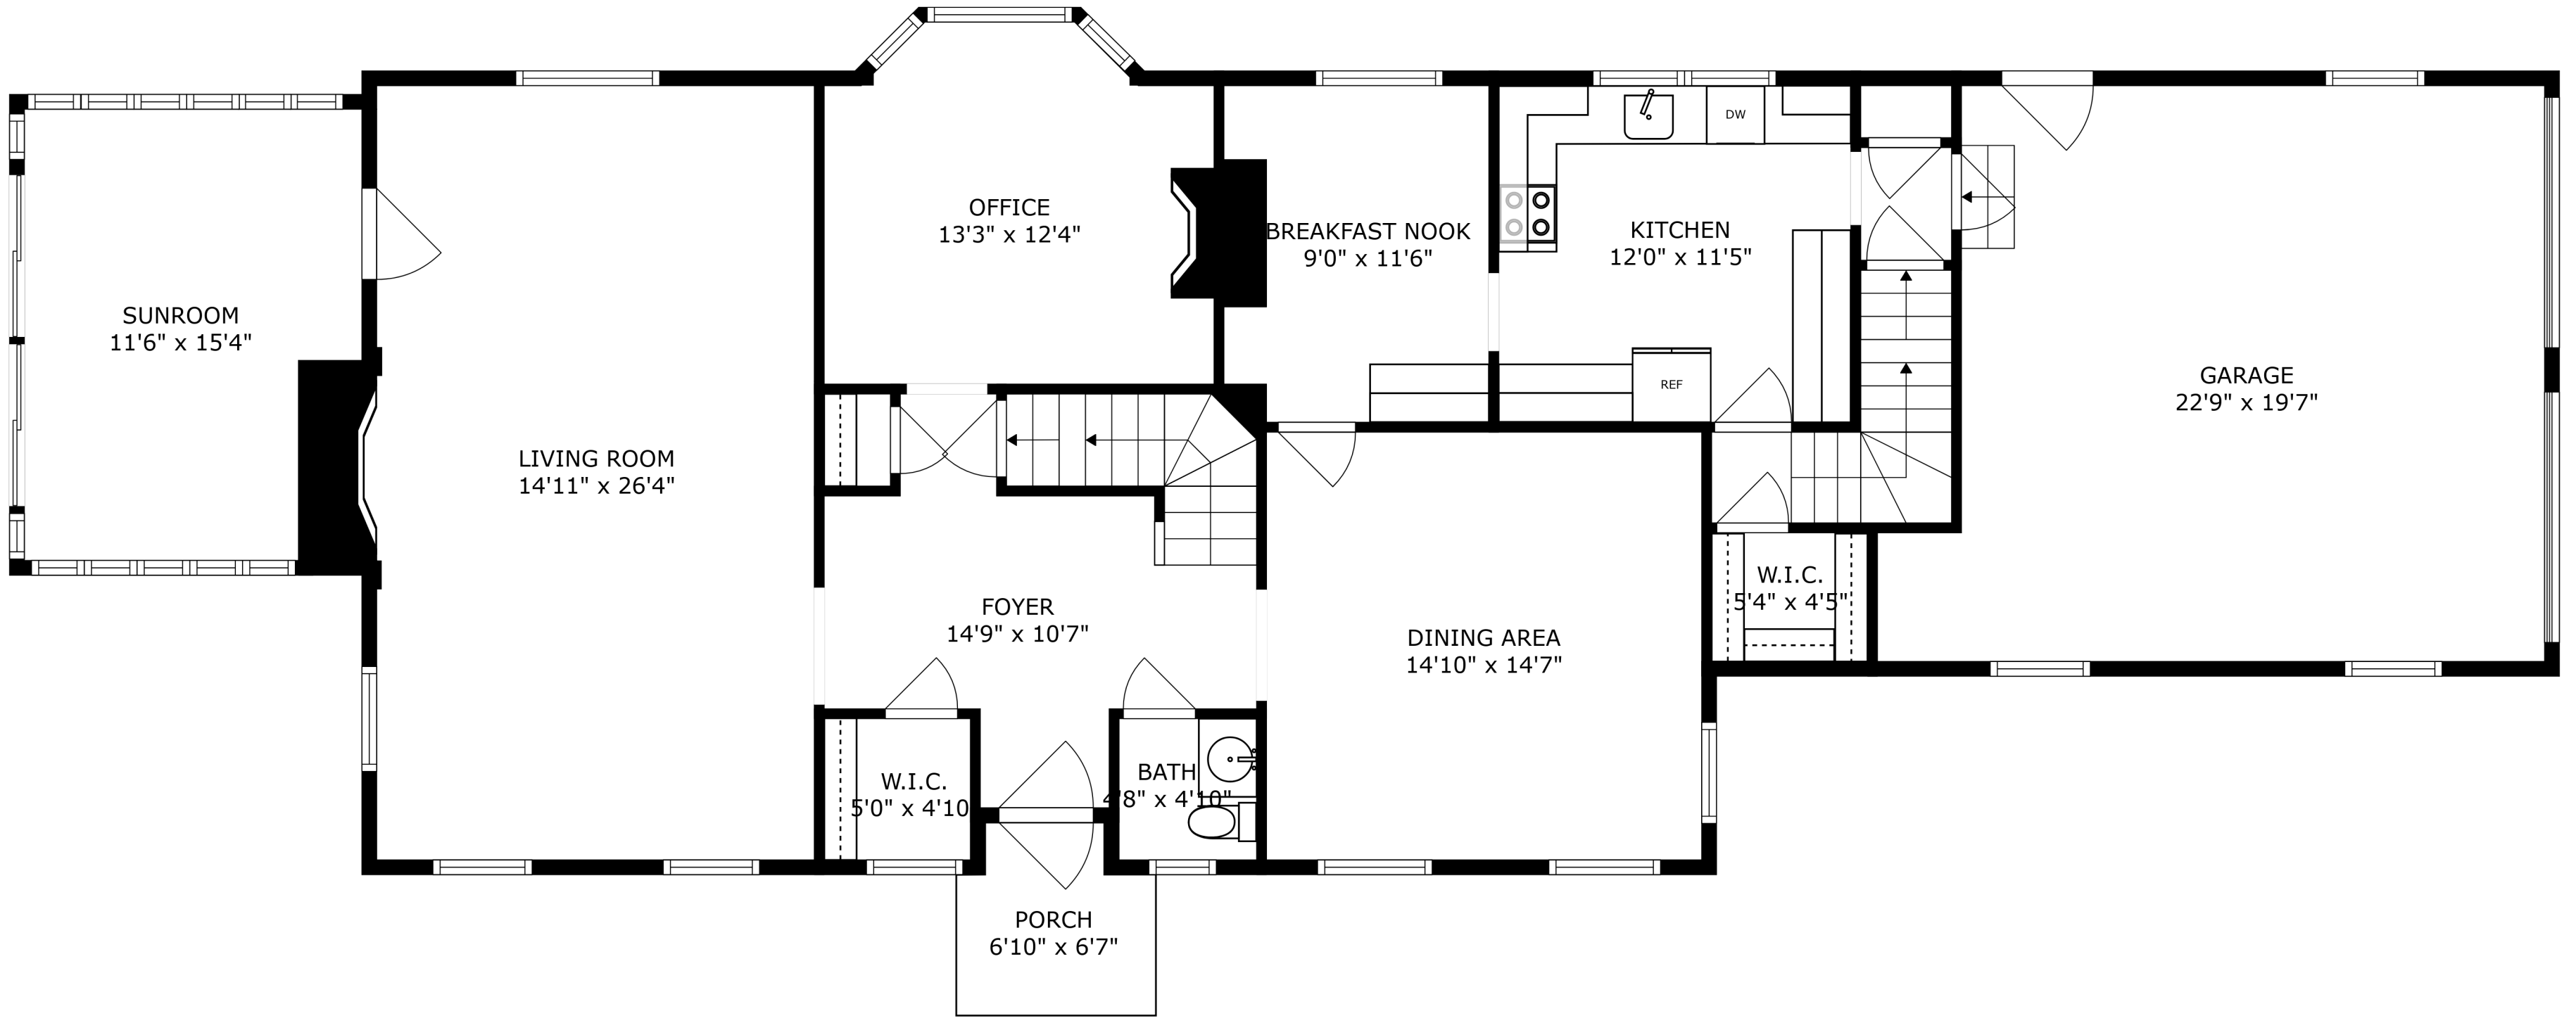 SUNROOM
11'6" x 15'4"
LIVING ROOM
14'11" x 26'4"
OFFICE
13'3" x 12'4"
BREAKFAST NOOK
9'0" x 11'6"
KITCHEN
12'0" x 11'5"
DW
REF
GARAGE
22'9" x 19'7"
FOYER
14'9" x 10'7"
DINING AREA
14'10" x 14'7"
W.I.C.
5'4" x 4'5"
W.I.C.
5'0" x 4'10
BATH
4'8" x 4'10"
PORCH
6'10" x 6'7"